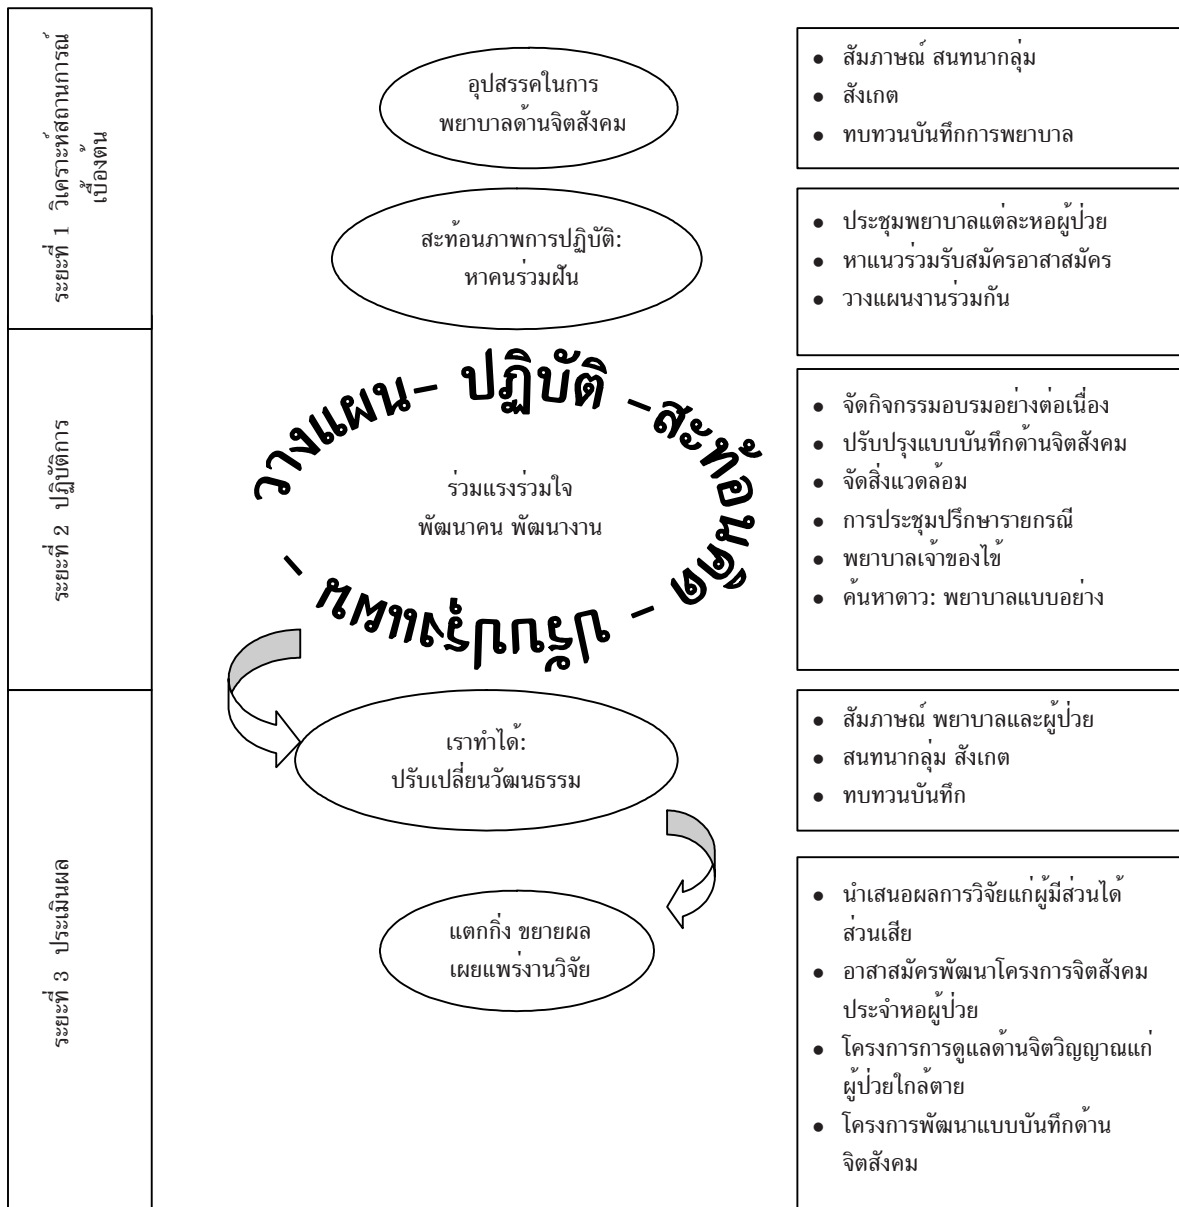 ระยะที่ 1 วิเคราะห์สถานการณ์
เบื้องต้น
อุปสรรคในการ
พยาบาลด้านจิตสังคม
• สัมภาษณ์ สนทนากลุ่ม
• สังเกต
• ทบทวนบันทึกการพยาบาล
สะท้อนภาพการปฏิบัติ:
หาคนร่วมฝัน
• ประชุมพยาบาลแต่ละหอผู้ป่วย
• หาแนวร่วมรับสมัครอาสาสมัคร
• วางแผนงานร่วมกัน
ระยะที่ 2 ปฏิบัติการ
วางแผน- ปฏิบัติ -สะท้อนคิด - ปรับปรุงแผน -
ร่วมแรงร่วมใจ
พัฒนาคน พัฒนางาน
• จัดกิจกรรมอบรมอย่างต่อเนื่อง
• ปรับปรุงแบบบันทึกด้านจิตสังคม
• จัดสิ่งแวดล้อม
• การประชุมปรึกษารายกรณี
• พยาบาลเจ้าของไข้
• ค้นหาดาว: พยาบาลแบบอย่าง
ระยะที่ 3 ประเมินผล
เราทำได้:
ปรับเปลี่ยนวัฒนธรรม
• สัมภาษณ์ พยาบาลและผู้ป่วย
• สนทนากลุ่ม สังเกต
• ทบทวนบันทึก
แตกกิ่ง ขยายผล
เผยแพร่งานวิจัย
• นำเสนอผลการวิจัยแก่ผู้มีส่วนได้
ส่วนเสีย
• อาสาสมัครพัฒนาโครงการจิตสังคม
ประจำหอผู้ป่วย
• โครงการการดูแลด้านจิตวิญญาณแก่
ผู้ป่วยใกล้ตาย
• โครงการพัฒนาแบบบันทึกด้าน
จิตสังคม